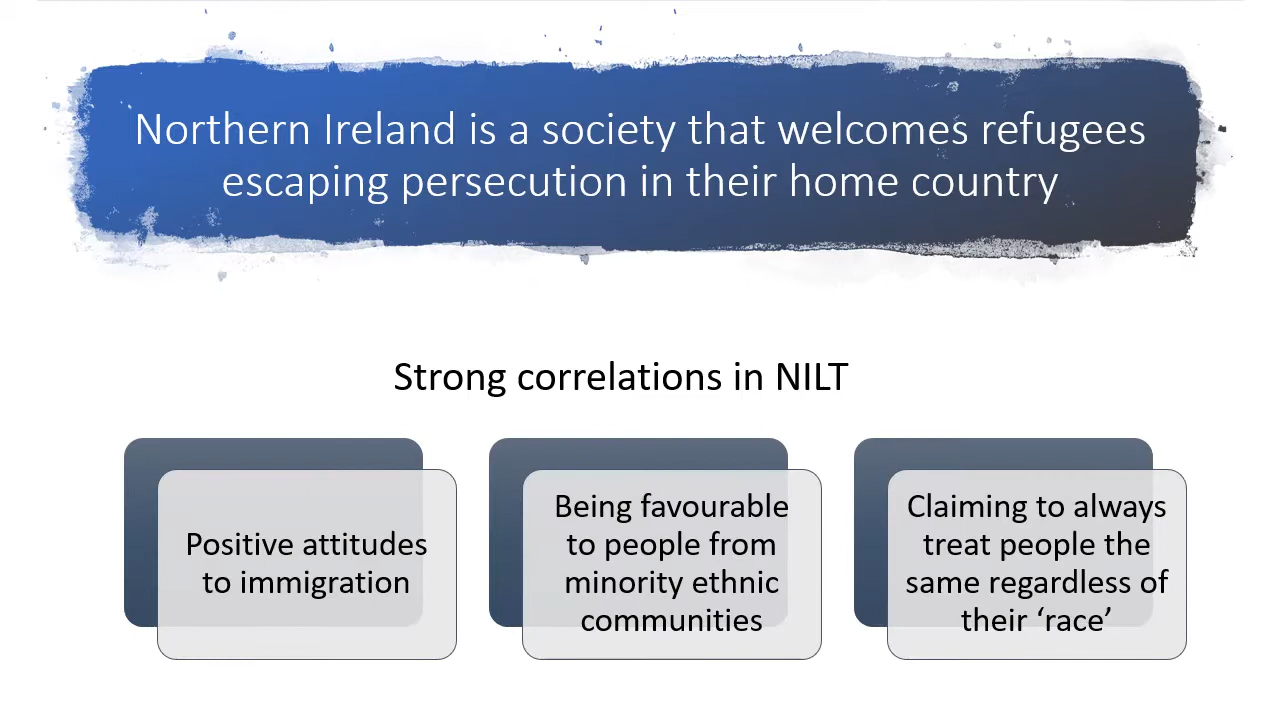 Northern Ireland is a society that welcomes refugees
escaping persecution in their home country
Strong correlations in NILT
Positive attitudes
to immigration
Being favourable
to people from
minority ethnic
communities
Claiming to always
treat people the
same regardless of
their ‘race’